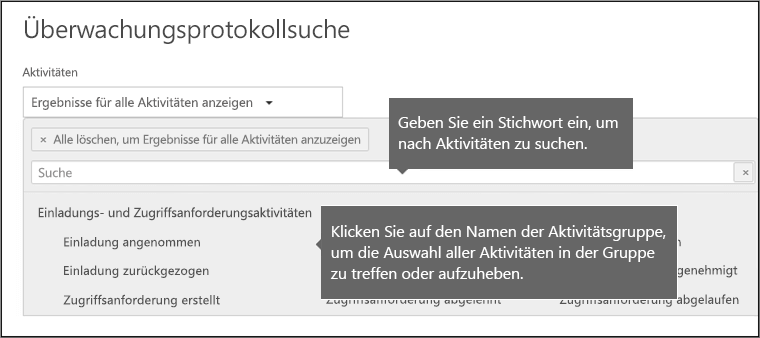 Überwachungsprotokollsuche
Aktivitäten
Ergebnisse für alle Aktivitäten anzeigen
Geben Sie ein Stichwort ein, um
nach Aktivitäten zu suchen.
× Alle löschen, um Ergebnisse für alle Aktivitäten anzuzeigen
Suche ×
Einladungs- und Zugriffsanforderungsaktivitäten
Klicken Sie auf den Namen der Aktivitätsgruppe,
um die Auswahl aller Aktivitäten in der Gruppe
zu treffen oder aufzuheben.
Einladung angenommen
Einladung zurückgezogen genehmigt
Zugriffsanforderung erstellt Zugriffsanforderung abgelehnt Zugriffsanforderung abgelaufen